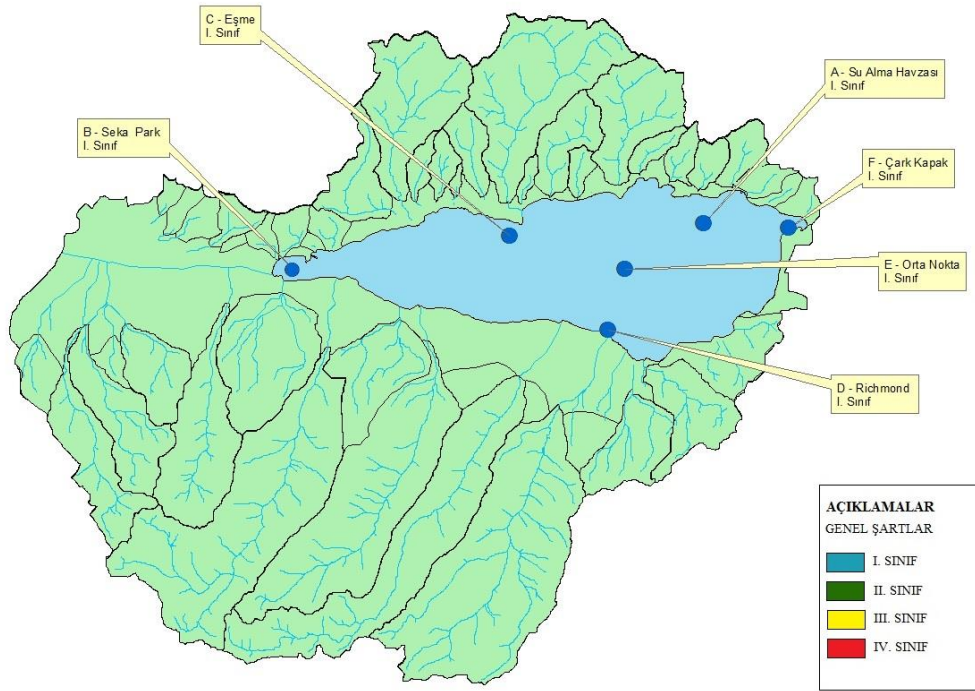 C - Eşme
I. Sınıf
A - Su Alma Havzası
I. Sınıf
B - Seka Park
I. Sınıf
F - Çark Kapak
I. Sınıf
E - Orta Nokta
I. Sınıf
D - Richmond
I. Sınıf
AÇIKLAMALAR
GENEL ŞARTLAR
I. SINIF
II. SINIF
III. SINIF
IV. SINIF